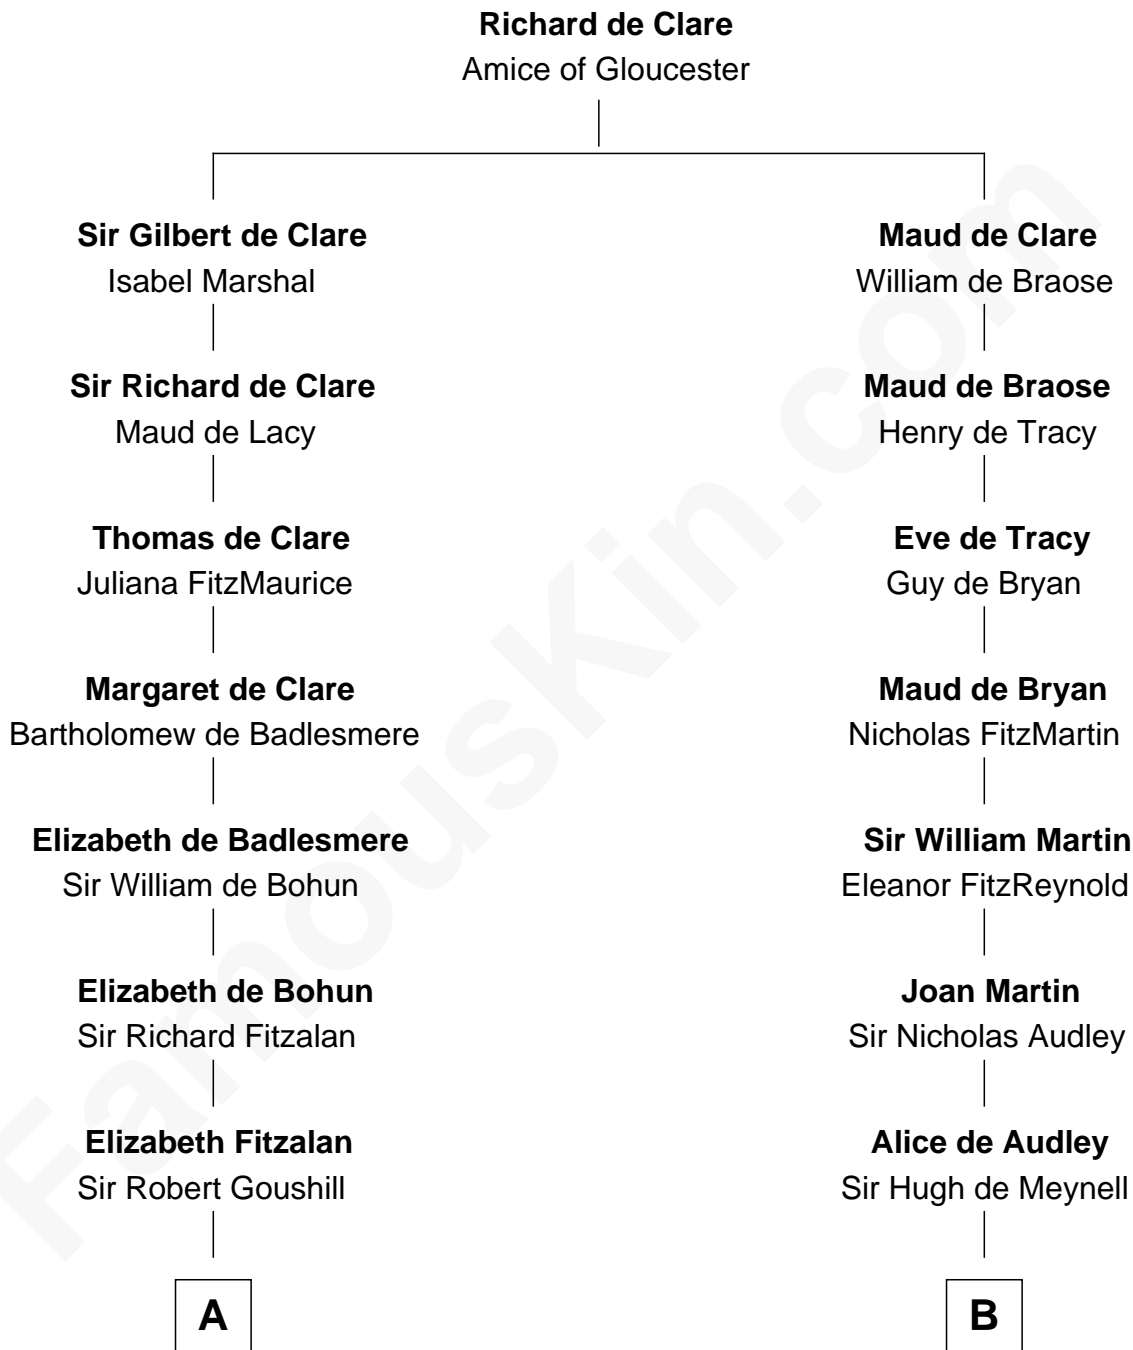 Richard de Clare
Amice of Gloucester
Sir Gilbert de Clare
Isabel Marshal
Sir Richard de Clare
Maud de Lacy
Thomas de Clare
Juliana FitzMaurice
Margaret de Clare
Bartholomew de Badlesmere
Elizabeth de Badlesmere
Sir William de Bohun
Elizabeth de Bohun
Sir Richard Fitzalan
Elizabeth Fitzalan
Sir Robert Goushill
A
Maud de Clare
William de Braose
Maud de Braose
Henry de Tracy
Eve de Tracy
Guy de Bryan
Maud de Bryan
Nicholas FitzMartin
Sir William Martin
Eleanor FitzReynold
Joan Martin
Sir Nicholas Audley
Alice de Audley
Sir Hugh de Meynell
B
FamousKin.com